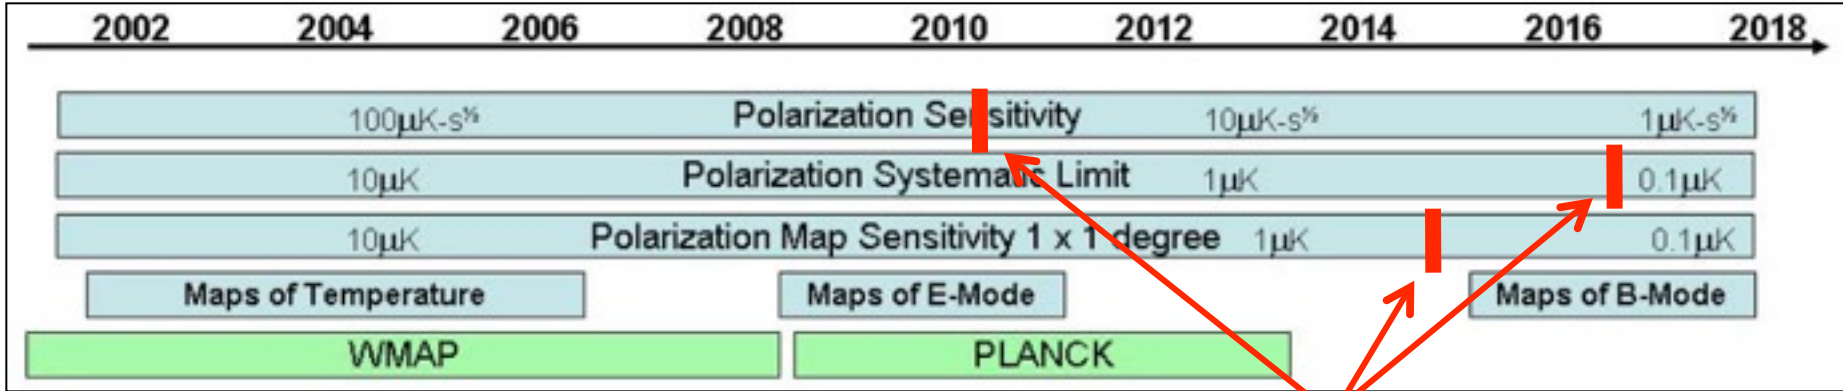 2002 2004 2006 2008 2010 2012 2014 2016 2018
100µK-s½ Polarization Sensitivity 10µK-s½ 1µK-s½
10µK Polarization Systematic Limit 1µK 0.1µK
10µK Polarization Map Sensitivity 1 x 1 degree 1µK 0.1µK
Maps of Temperature Maps of E-Mode Maps of B-Mode
WMAP PLANCK